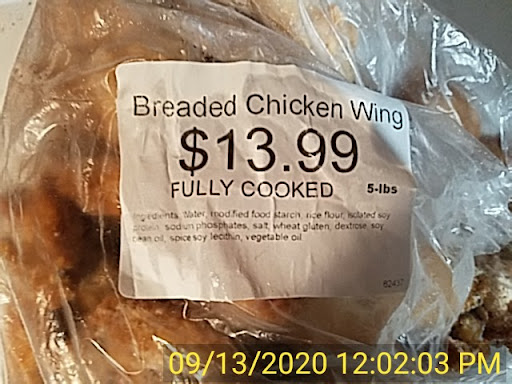 Breaded Chicken Wing
$13.99
FULLY COOKED 5-lbs
Ingredients: Water, modified food starch, rice flour, isolated soy
protein, sodium phosphates, salt, wheat gluten, dextrose, soy
bean oil, spice soy lecithin, vegetable oil
62437
09/13/2020 12:02:03 PM